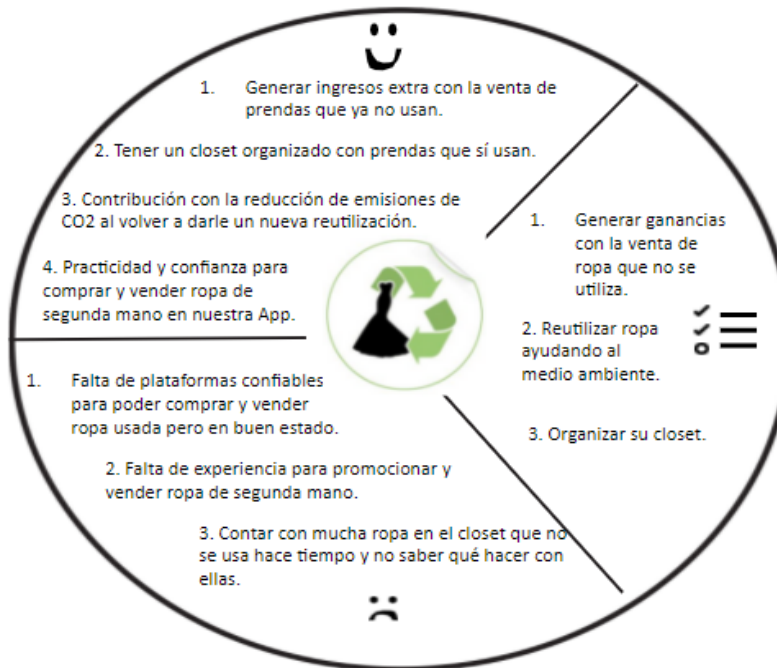 1. Generar ingresos extra con la venta de
prendas que ya no usan.
2. Tener un closet organizado con prendas que sí usan.
3. Contribución con la reducción de emisiones de
CO2 al volver a darle un nueva reutilización.
4. Practicidad y confianza para
comprar y vender ropa de
segunda mano en nuestra App.
1. Generar ganancias
con la venta de
ropa que no se
utiliza.
2. Reutilizar ropa
ayudando al
medio ambiente.
3. Organizar su closet.
1. Falta de plataformas confiables
para poder comprar y vender
ropa usada pero en buen estado.
2. Falta de experiencia para promocionar y
vender ropa de segunda mano.
3. Contar con mucha ropa en el closet que no
se usa hace tiempo y no saber qué hacer con
ellas.